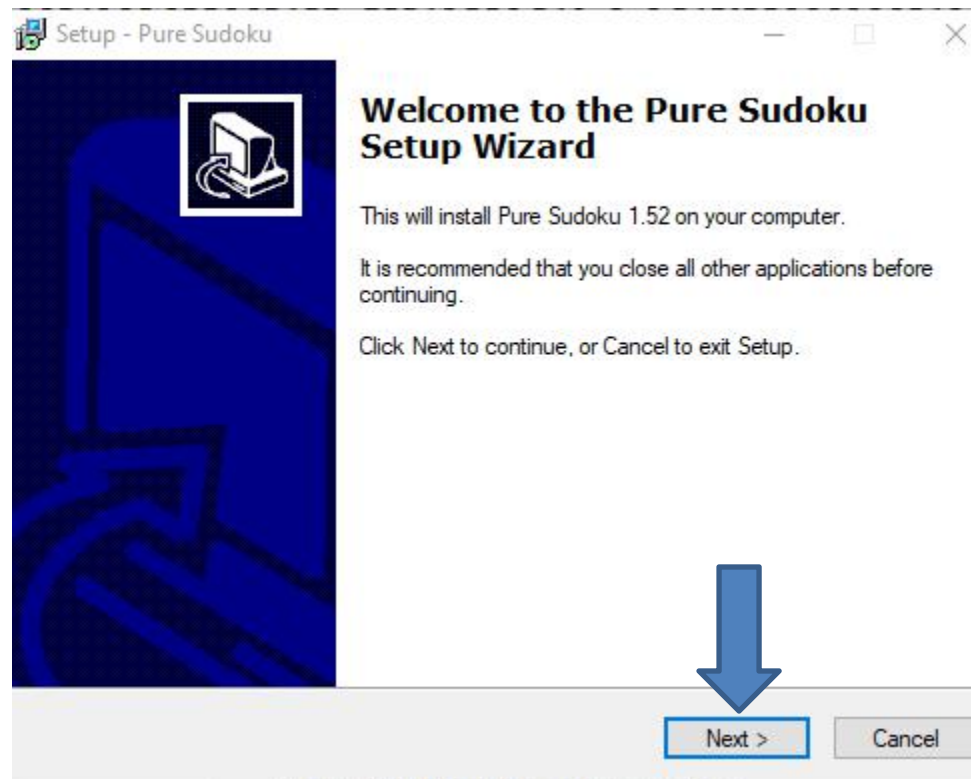 Setup - Pure Sudoku
Welcome to the Pure Sudoku
Setup Wizard
This will install Pure Sudoku 1.52 on your computer.
It is recommended that you close all other applications before
continuing.
Click Next to continue, or Cancel to exit Setup.
Next >
Cancel